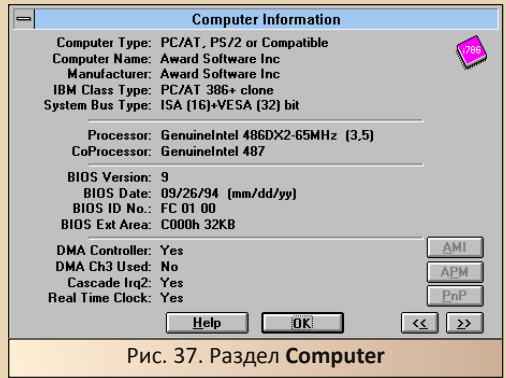 Computer Information
i786
Computer Type: PC/AT, PS/2 or Compatible
Computer Name: Award Software Inc
Manufacturer: Award Software Inc
IBM Class Type: PC/AT 386+ clone
System Bus Type: ISA (16)+VESA (32) bit
Processor: GenuineIntel 486DX2-65MHz (3,5)
CoProcessor: GenuineIntel 487
BIOS Version: 9
BIOS Date: 09/26/94 (mm/dd/yy)
BIOS ID No.: FC 01 00
BIOS Ext Area: C000h 32KB
DMA Controller: Yes
DMA Ch3 Used: No
Cascade Irq2: Yes
Real Time Clock: Yes
AMI
APM
PnP
Help OK << >>
Рис. 37. Раздел Computer